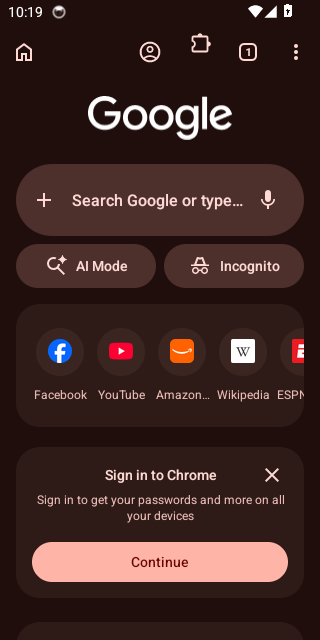 10:19
1
Google
Search Google or type…
AI Mode
Incognito
W
Facebook
YouTube
Amazon…
Wikipedia
ESPN
Sign in to Chrome
Sign in to get your passwords and more on all
your devices
Continue